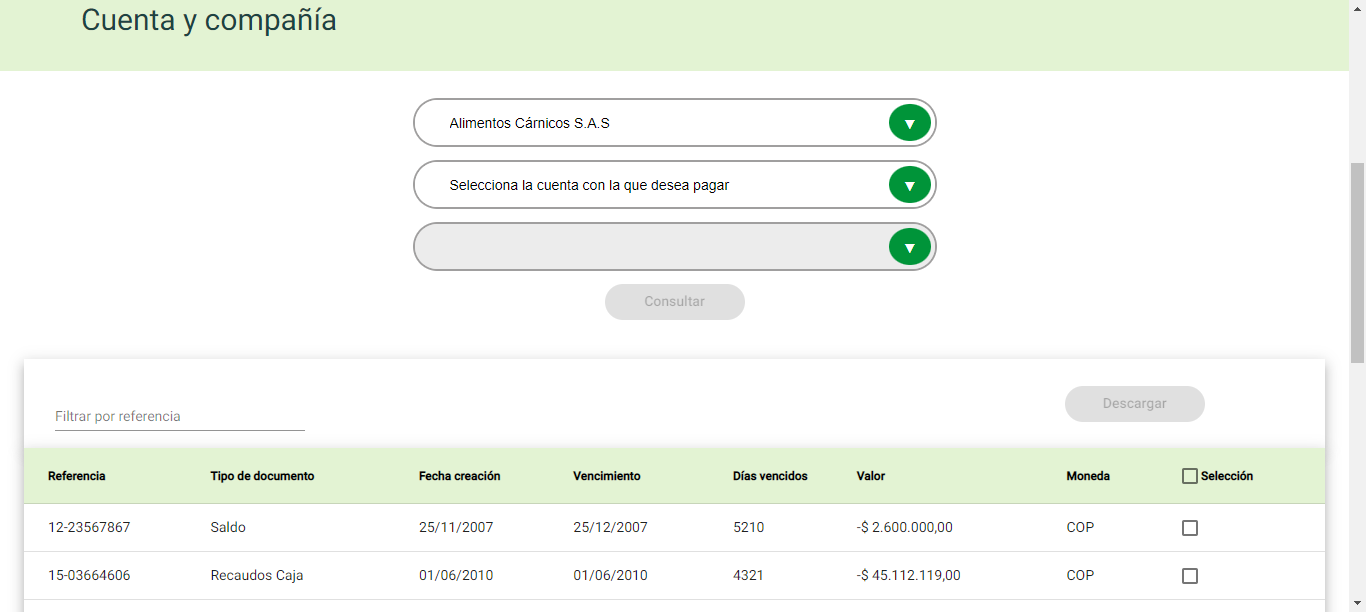 Cuenta y compañía
Alimentos Cárnicos S.A.S
Selecciona la cuenta con la que desea pagar
Consultar
Filtrar por referencia
Descargar
Referencia Tipo de documento Fecha creación Vencimiento Días vencidos Valor Moneda Selección
12-23567867 Saldo 25/11/2007 25/12/2007 5210 -$ 2.600.000,00 COP
15-03664606 Recaudos Caja 01/06/2010 01/06/2010 4321 -$ 45.112.119,00 COP